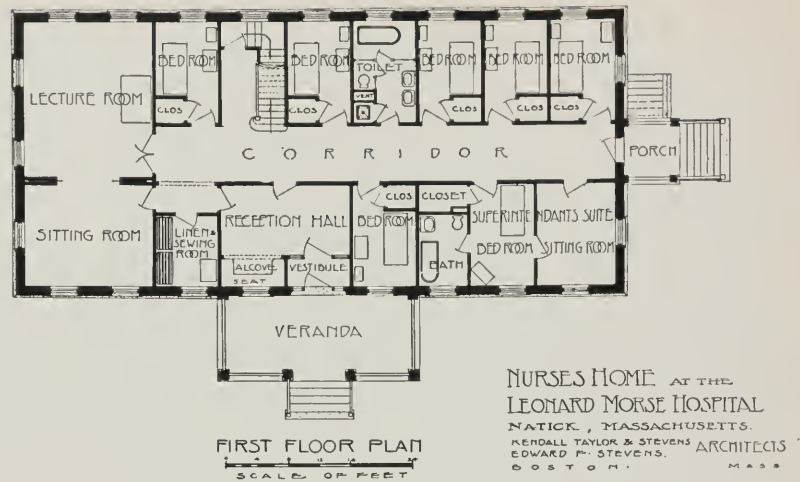 BED ROOM
BED ROOM
TOILET
BED ROOM
BED ROOM
BED ROOM
LECTURE ROOM
CLOS
CLOS
VENT
CLOS
CLOS
CLOS
CORRIDOR
PORCH
SITTING ROOM
LINEN &
SEWING
ROOM
RECEPTION HALL
ALCOVE
SEAT
VESTIBULE
CLOS
BED ROOM
CLOSET
BATH
SUPERINTENDANTS SUITE
BED ROOM
SITTING ROOM
VERANDA
FIRST FLOOR PLAN
SCALE OF FEET
NURSES HOME AT THE
LEONARD MORSE HOSPITAL
NATICK, MASSACHUSETTS.
KENDALL TAYLOR & STEVENS
EDWARD F. STEVENS.
ARCHITECTS
BOSTON. MASS